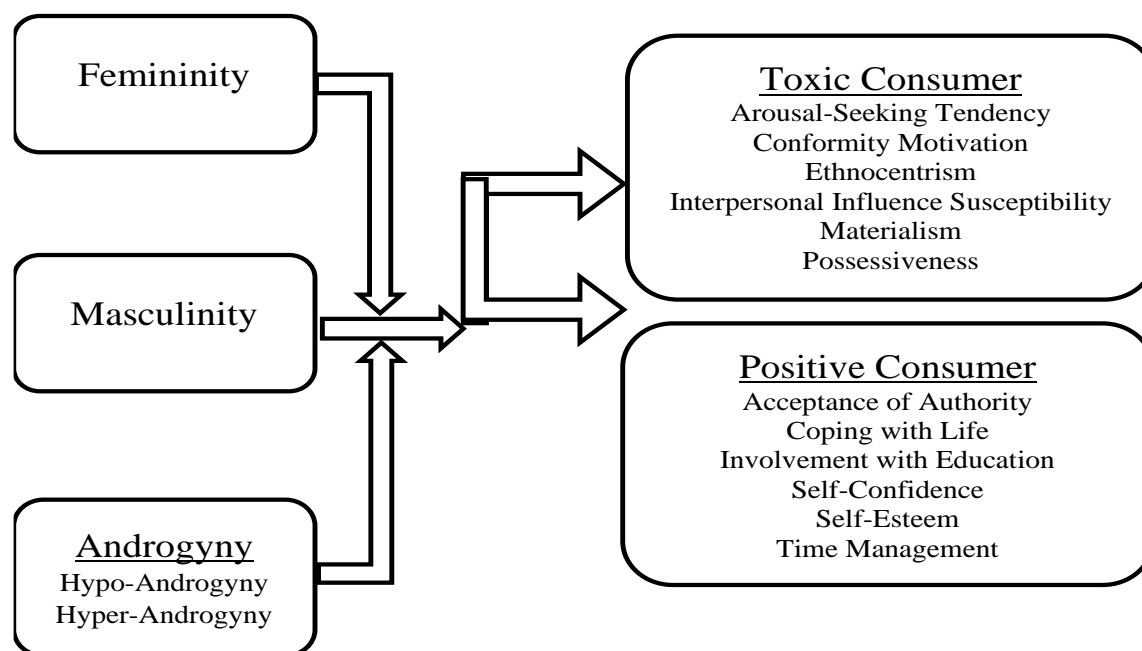 Femininity
Masculinity
Androgyny
Hypo-Androgyny
Hyper-Androgyny
Toxic Consumer
Arousal-Seeking Tendency
Conformity Motivation
Ethnocentrism
Interpersonal Influence Susceptibility
Materialism
Possessiveness
Positive Consumer
Acceptance of Authority
Coping with Life
Involvement with Education
Self-Confidence
Self-Esteem
Time Management